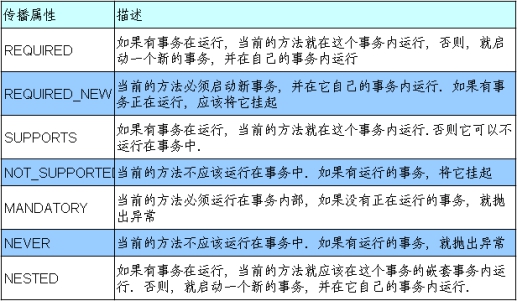 传播属性 描述
REQUIRED 如果有事务在运行，当前的方法就在这个事务内运行，否则，就启
动一个新的事务，并在自己的事务内运行
REQUIRED_NEW 当前的方法必须启动新事务，并在它自己的事务内运行．如果有事
务正在运行，应该将它挂起
SUPPORTS 如果有事务在运行，当前的方法就在这个事务内运行．否则它可以不
运行在事务中．
NOT_SUPPORTED 当前的方法不应该运行在事务中．如果有运行的事务，将它挂起
MANDATORY 当前的方法必须运行在事务内部，如果没有正在运行的事务，就抛
出异常
NEVER 当前的方法不应该运行在事务中．如果有运行的事务，就抛出异常
NESTED 如果有事务在运行，当前的方法就应该在这个事务的嵌套事务内运
行．否则，就启动一个新的事务，并在它自己的事务内运行．